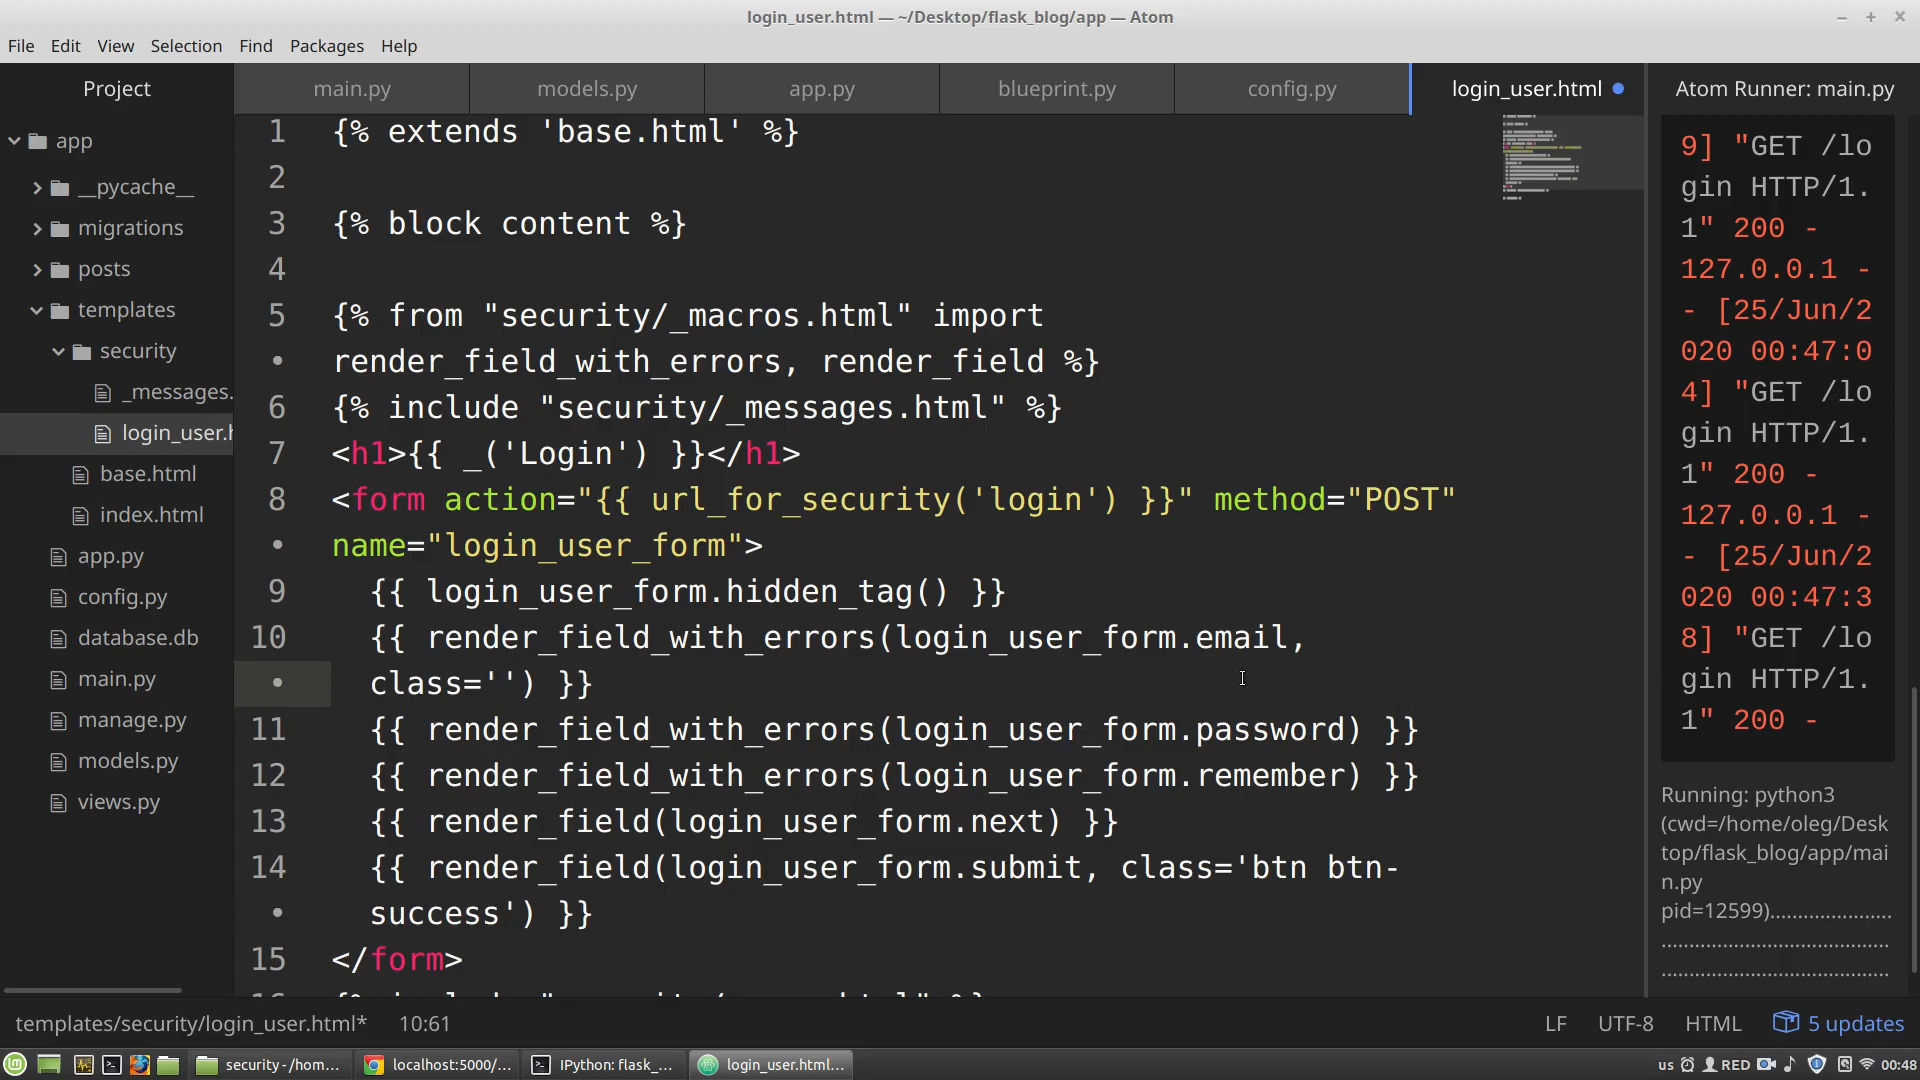 login_user.html — ~/Desktop/flask_blog/app — Atom
File Edit View Selection Find Packages Help
Project
app
__pycache__
migrations
posts
templates
security
_messages.
login_user.h
base.html
index.html
app.py
config.py
database.db
main.py
manage.py
models.py
views.py
main.py models.py app.py blueprint.py config.py login_user.html
1 {% extends 'base.html' %}
2
3 {% block content %}
4
5 {% from "security/_macros.html" import
• render_field_with_errors, render_field %}
6 {% include "security/_messages.html" %}
7 <h1>{{ _('Login') }}</h1>
8 <form action="{{ url_for_security('login') }}" method="POST"
• name="login_user_form">
9 {{ login_user_form.hidden_tag() }}
10 {{ render_field_with_errors(login_user_form.email,
• class='') }}
11 {{ render_field_with_errors(login_user_form.password) }}
12 {{ render_field_with_errors(login_user_form.remember) }}
13 {{ render_field(login_user_form.next) }}
14 {{ render_field(login_user_form.submit, class='btn btn-
• success') }}
15 </form>
Atom Runner: main.py
9] "GET /lo
gin HTTP/1.
1" 200 -
127.0.0.1 -
- [25/Jun/2
020 00:47:0
4] "GET /lo
gin HTTP/1.
1" 200 -
127.0.0.1 -
- [25/Jun/2
020 00:47:3
8] "GET /lo
gin HTTP/1.
1" 200 -
Running: python3
(cwd=/home/oleg/Desk
top/flask_blog/app/mai
n.py
pid=12599)......................
........................................
........................................
templates/security/login_user.html* 10:61 LF UTF-8 HTML 5 updates
security - /hom... localhost:5000/... IPython: flask_... login_user.html... us RED 00:48